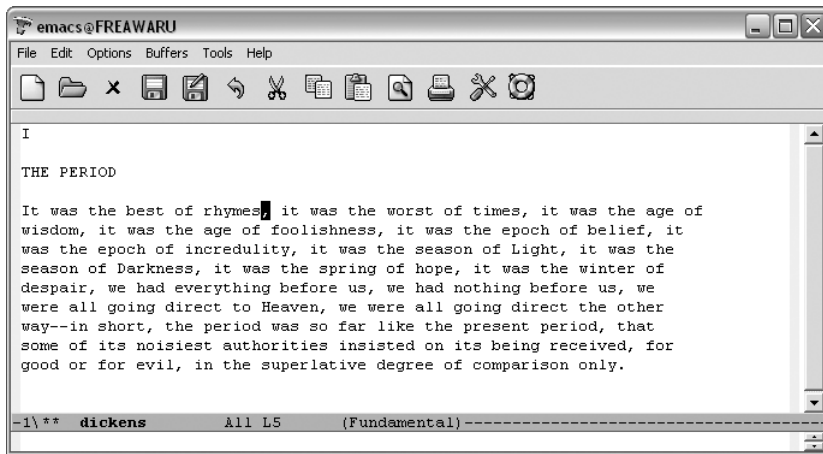 emacs@FREAWARU
File Edit Options Buffers Tools Help
I
THE PERIOD
It was the best of rhymes, it was the worst of times, it was the age of
wisdom, it was the age of foolishness, it was the epoch of belief, it
was the epoch of incredulity, it was the season of Light, it was the
season of Darkness, it was the spring of hope, it was the winter of
despair, we had everything before us, we had nothing before us, we
were all going direct to Heaven, we were all going direct the other
way--in short, the period was so far like the present period, that
some of its noisiest authorities insisted on its being received, for
good or for evil, in the superlative degree of comparison only.
-1\** dickens All L5 (Fundamental)--------------------------------------